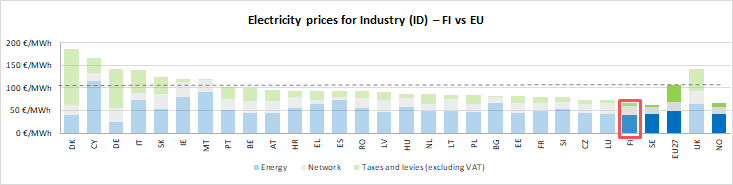 Electricity prices for Industry (ID) – FI vs EU
200 €/MWh
150 €/MWh
100 €/MWh
50 €/MWh
0 €/MWh
DK CY DE IT SK IE MT PT BE AT HR EL ES RO LV HU NL LT PL BG EE FR SI CZ LU FI SE EU27 UK NO
Energy Network Taxes and levies (excluding VAT)